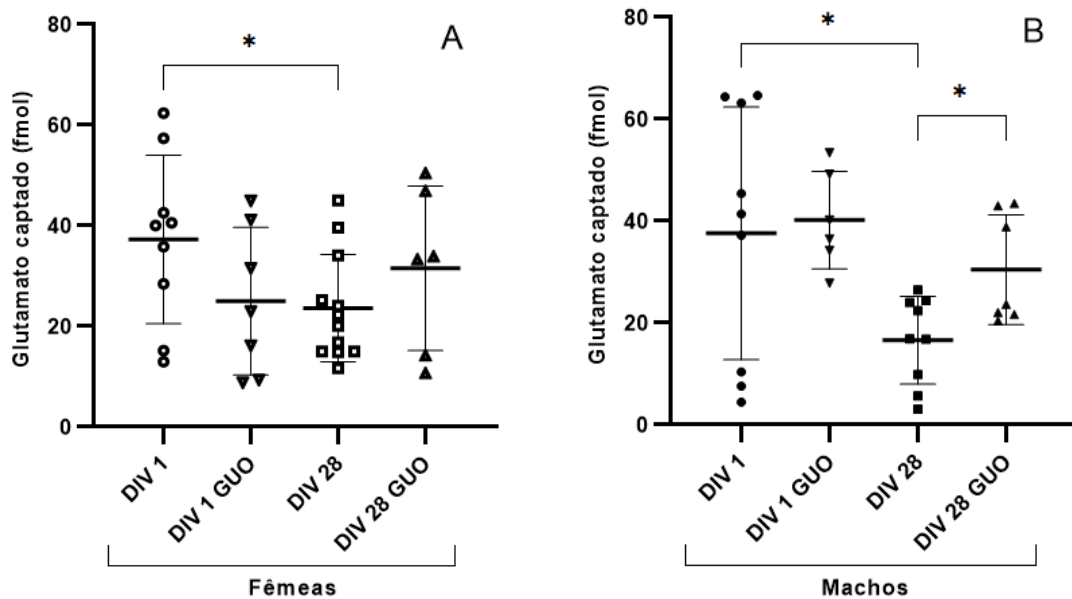 A
Glutamato captado (fmol)
80
60
40
20
0
*
DIV 1
DIV 1 GUO
DIV 28
DIV 28 GUO
Fêmeas
B
Glutamato captado (fmol)
80
60
40
20
0
*
*
DIV 1
DIV 1 GUO
DIV 28
DIV 28 GUO
Machos